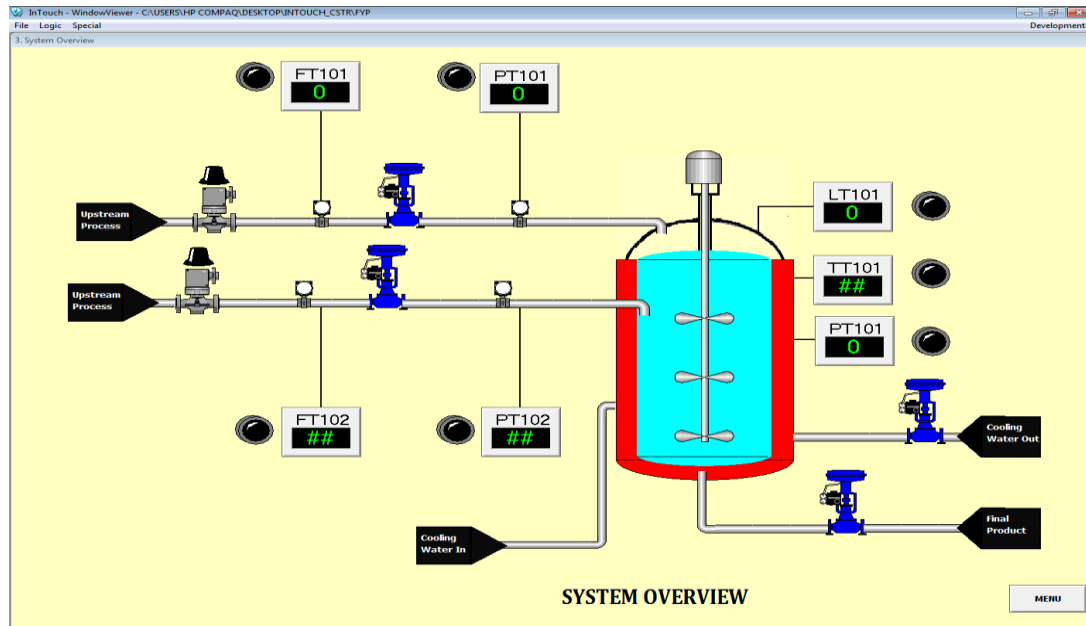 InTouch - WindowViewer - C:\USERS\HP COMPAQ\DESKTOP\INTOUCH_CSTR\FYP
File Logic Special Development!
3. System Overview
FT101
0
PT101
0
LT101
0
Upstream
Process
TT101
##
Upstream
Process
PT101
0
FT102
##
PT102
##
Cooling
Water Out
Final
Product
Cooling
Water In
SYSTEM OVERVIEW
MENU